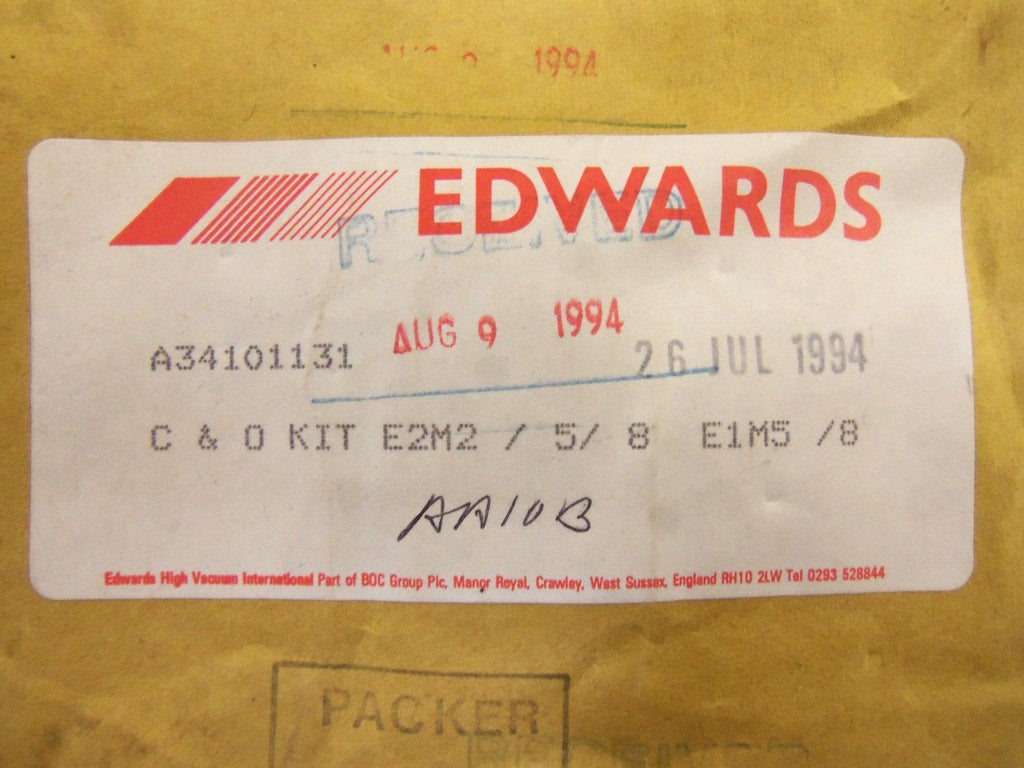 1994
EDWARDS
RECEIVED
AUG 9 1994
A34101131
26 JUL 1994
C & O KIT E2M2 / 5/ 8 E1M5 /8
AA10B
Edwards High Vacuum International Part of BOC Group Plc, Manor Royal, Crawley, West Sussex, England RH10 2LW Tel 0293 528844
PACKER